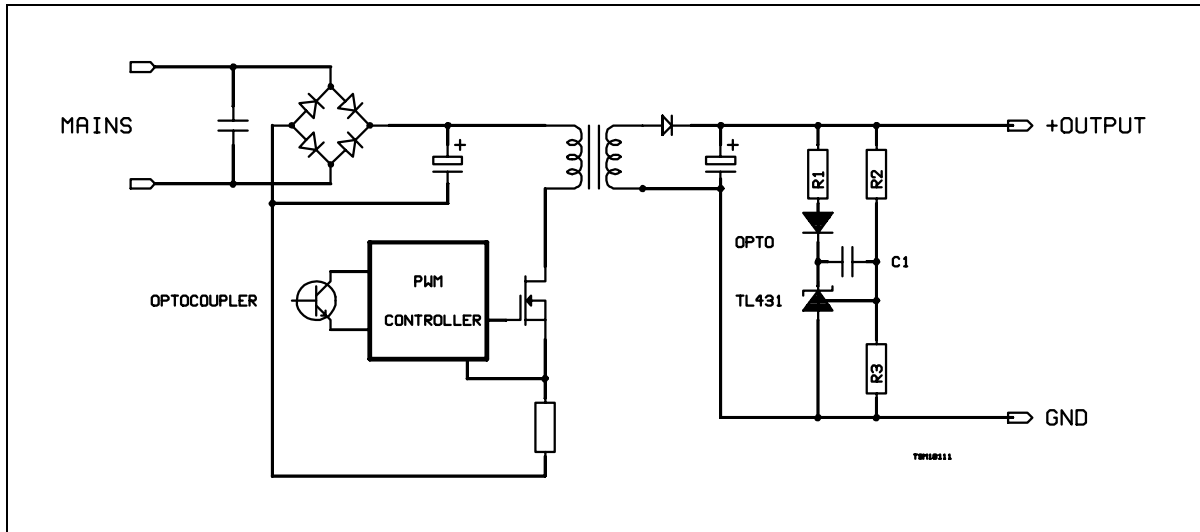 MAINS
+
+
+OUTPUT
R1
R2
OPTO
C1
OPTOCOUPLER
PWM
CONTROLLER
TL431
R3
GND